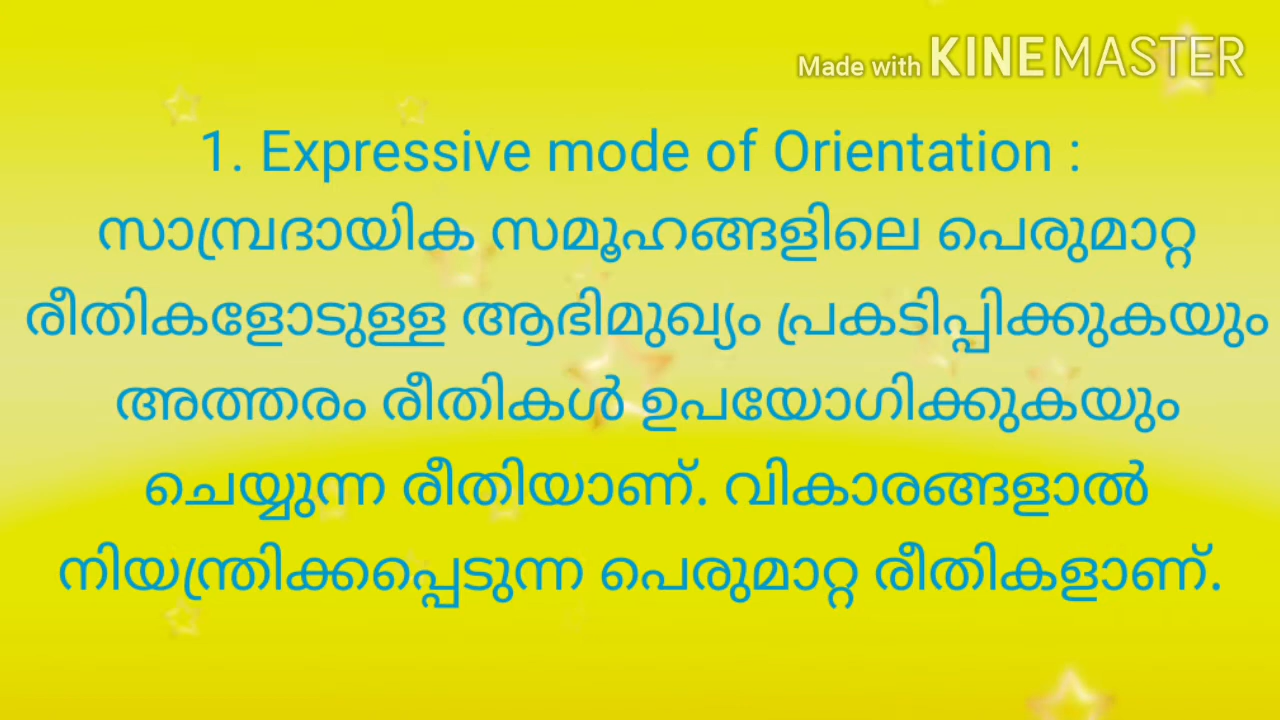 Made with KINEMASTER
1. Expressive mode of Orientation :
സാമ്പ്രദായിക സമൂഹങ്ങളിലെ പെരുമാറ്റ
രീതികളോടുള്ള ആഭിമുഖ്യം പ്രകടിപ്പിക്കുകയും
അത്തരം രീതികൾ ഉപയോഗിക്കുകയും
ചെയ്യുന്ന രീതിയാണ്. വികാരങ്ങളാൽ
നിയന്ത്രിക്കപ്പെടുന്ന പെരുമാറ്റ രീതികളാണ്.